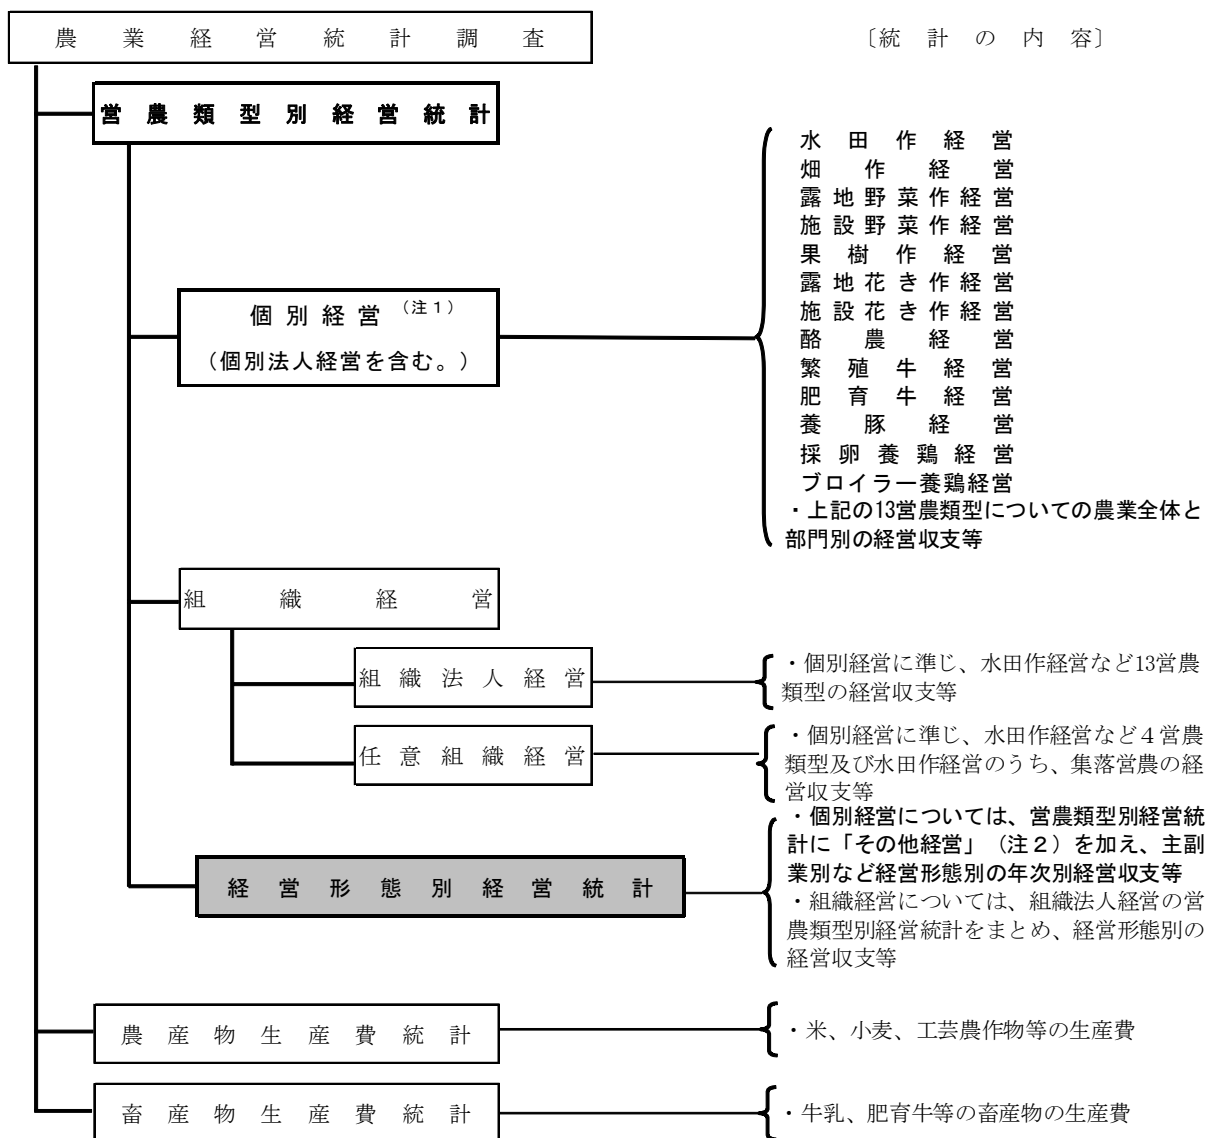 農業経営統計調査
〔統計の内容〕
営農類型別経営統計
水田作経営
畑作経営
露地野菜作経営
施設野菜作経営
果樹作経営
露地花き作経営
施設花き作経営
酪農経営
繁殖牛経営
肥育牛経営
養豚経営
採卵養鶏経営
ブロイラー養鶏経営
・上記の13営農類型についての農業全体と
部門別の経営収支等
個別経営（注１）
（個別法人経営を含む。）
組織経営
組織法人経営
・個別経営に準じ、水田作経営など13営農
類型の経営収支等
任意組織経営
・個別経営に準じ、水田作経営など４営農
類型及び水田作経営のうち、集落営農の経
営収支等
経営形態別経営統計
・個別経営については、営農類型別経営統
計に「その他経営」（注２）を加え、主副
業別など経営形態別の年次別経営収支等
・組織経営については、組織法人経営の営
農類型別経営統計をまとめ、経営形態別の
経営収支等
農産物生産費統計
・米、小麦、工芸農作物等の生産費
畜産物生産費統計
・牛乳、肥育牛等の畜産物の生産費